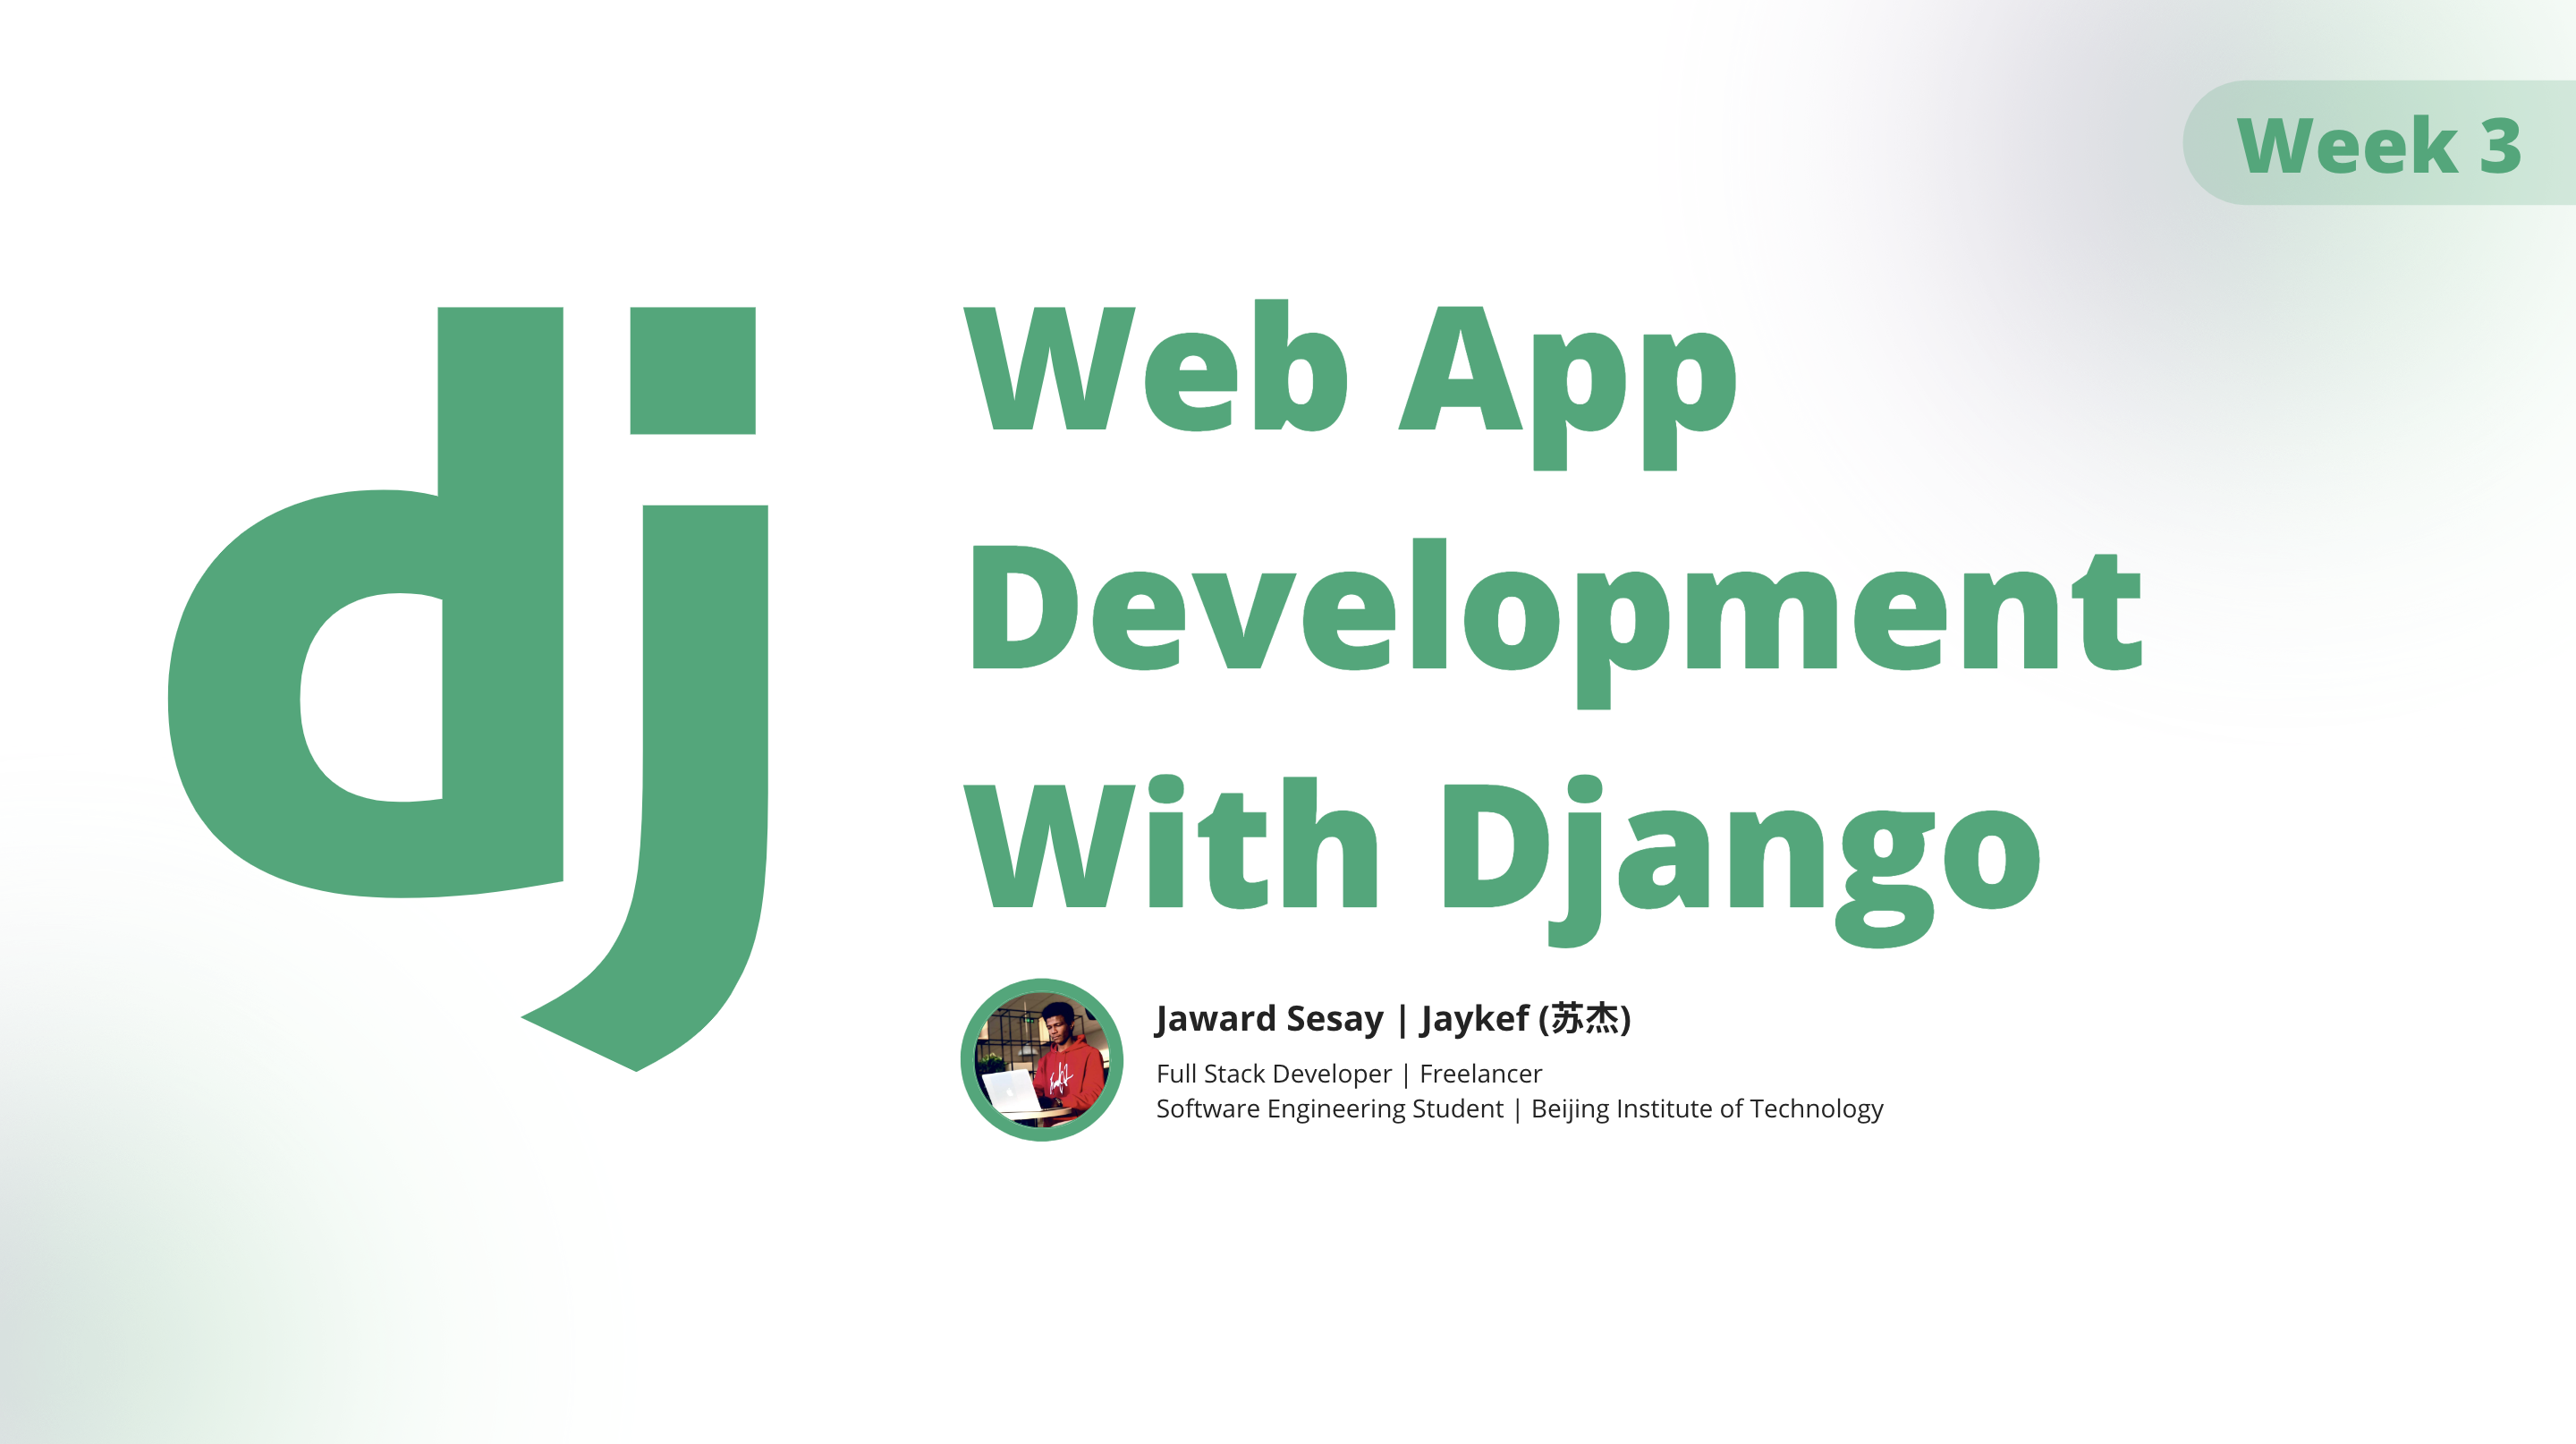 Week 3
dj
Web App
Development
With Django
Jaward Sesay | Jaykef (苏杰)
Full Stack Developer | Freelancer
Software Engineering Student | Beijing Institute of Technology